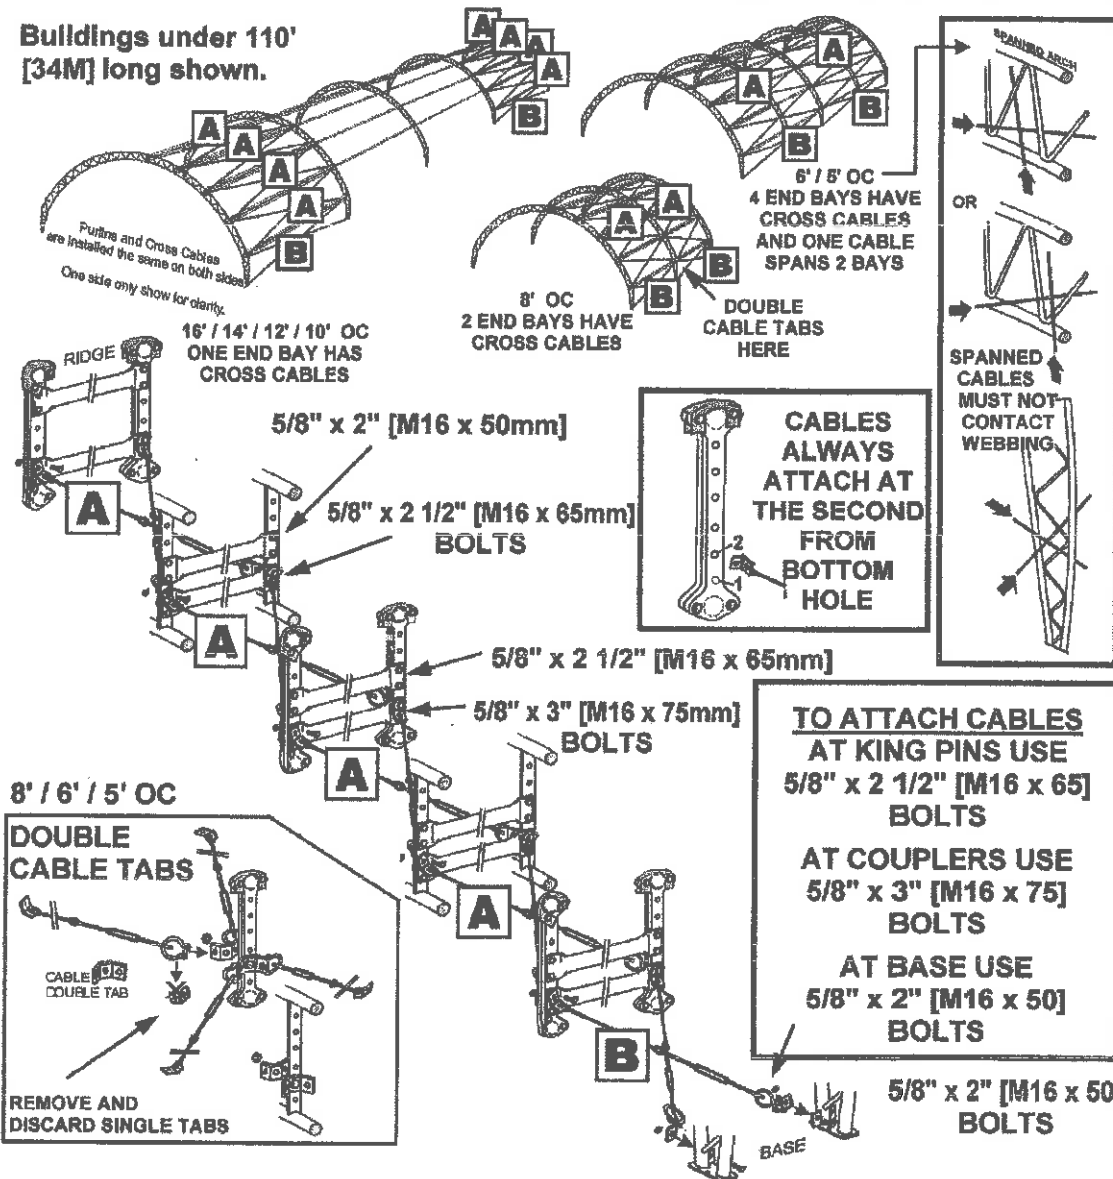 Buildings under 110'
[34M] long shown.
A
A
A
A
B
A
A
A
A
B
Purlins and Cross Cables
are installed the same on both sides
One side only show for clarity.
16' / 14' / 12' / 10' OC
ONE END BAY HAS
CROSS CABLES
A
A
B
B
6' / 5' OC
4 END BAYS HAVE
CROSS CABLES
AND ONE CABLE
SPANS 2 BAYS
A
A
B
B
8' OC
2 END BAYS HAVE
CROSS CABLES
DOUBLE
CABLE TABS
HERE
SPANNED ARCH
OR
SPANNED
CABLES
MUST NOT
CONTACT
WEBBING
RIDGE
A
5/8" x 2" [M16 x 50mm]
5/8" x 2 1/2" [M16 x 65mm]
BOLTS
A
CABLES
ALWAYS
ATTACH AT
THE SECOND
FROM
BOTTOM
HOLE
2
1
5/8" x 2 1/2" [M16 x 65mm]
5/8" x 3" [M16 x 75mm]
BOLTS
A
A
B
TO ATTACH CABLES
AT KING PINS USE
5/8" x 2 1/2" [M16 x 65]
BOLTS
AT COUPLERS USE
5/8" x 3" [M16 x 75]
BOLTS
AT BASE USE
5/8" x 2" [M16 x 50]
BOLTS
5/8" x 2" [M16 x 50
BOLTS
BASE
8' / 6' / 5' OC
DOUBLE
CABLE TABS
CABLE
DOUBLE TAB
REMOVE AND
DISCARD SINGLE TABS